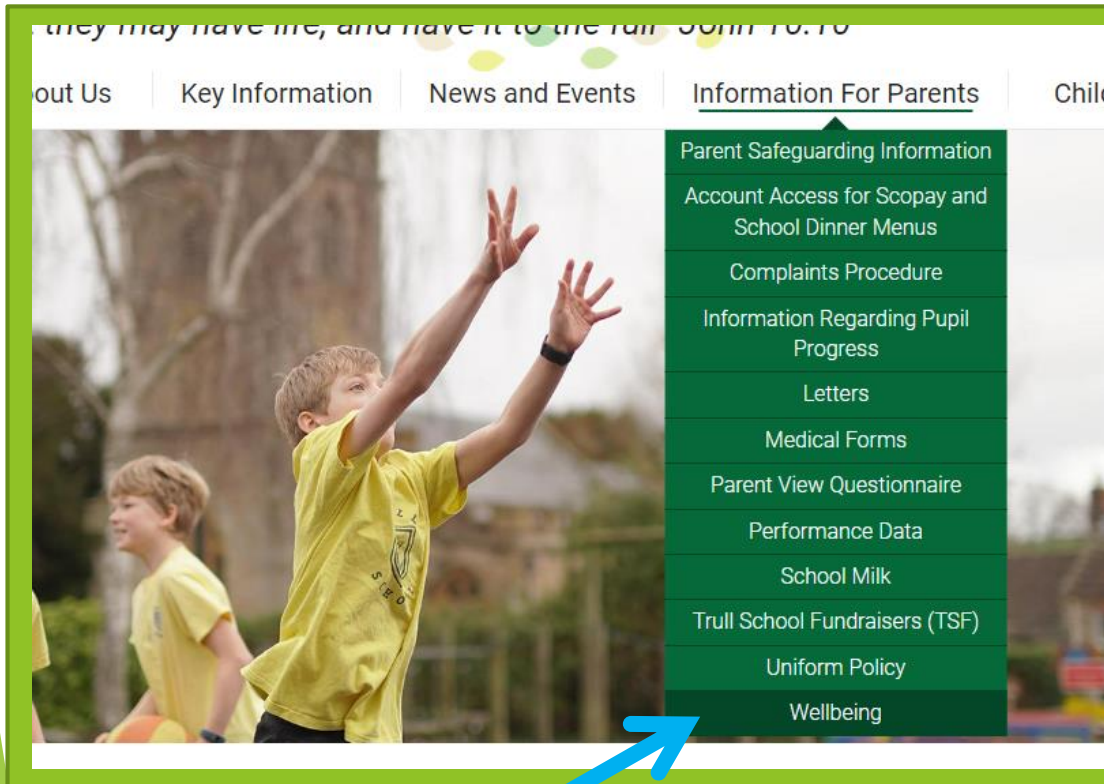 they may have life, and have it to the full" John 10:10
out Us Key Information News and Events Information For Parents Chil
Parent Safeguarding Information
Account Access for Scopay and
School Dinner Menus
Complaints Procedure
Information Regarding Pupil
Progress
Letters
Medical Forms
Parent View Questionnaire
Performance Data
School Milk
Trull School Fundraisers (TSF)
Uniform Policy
Wellbeing